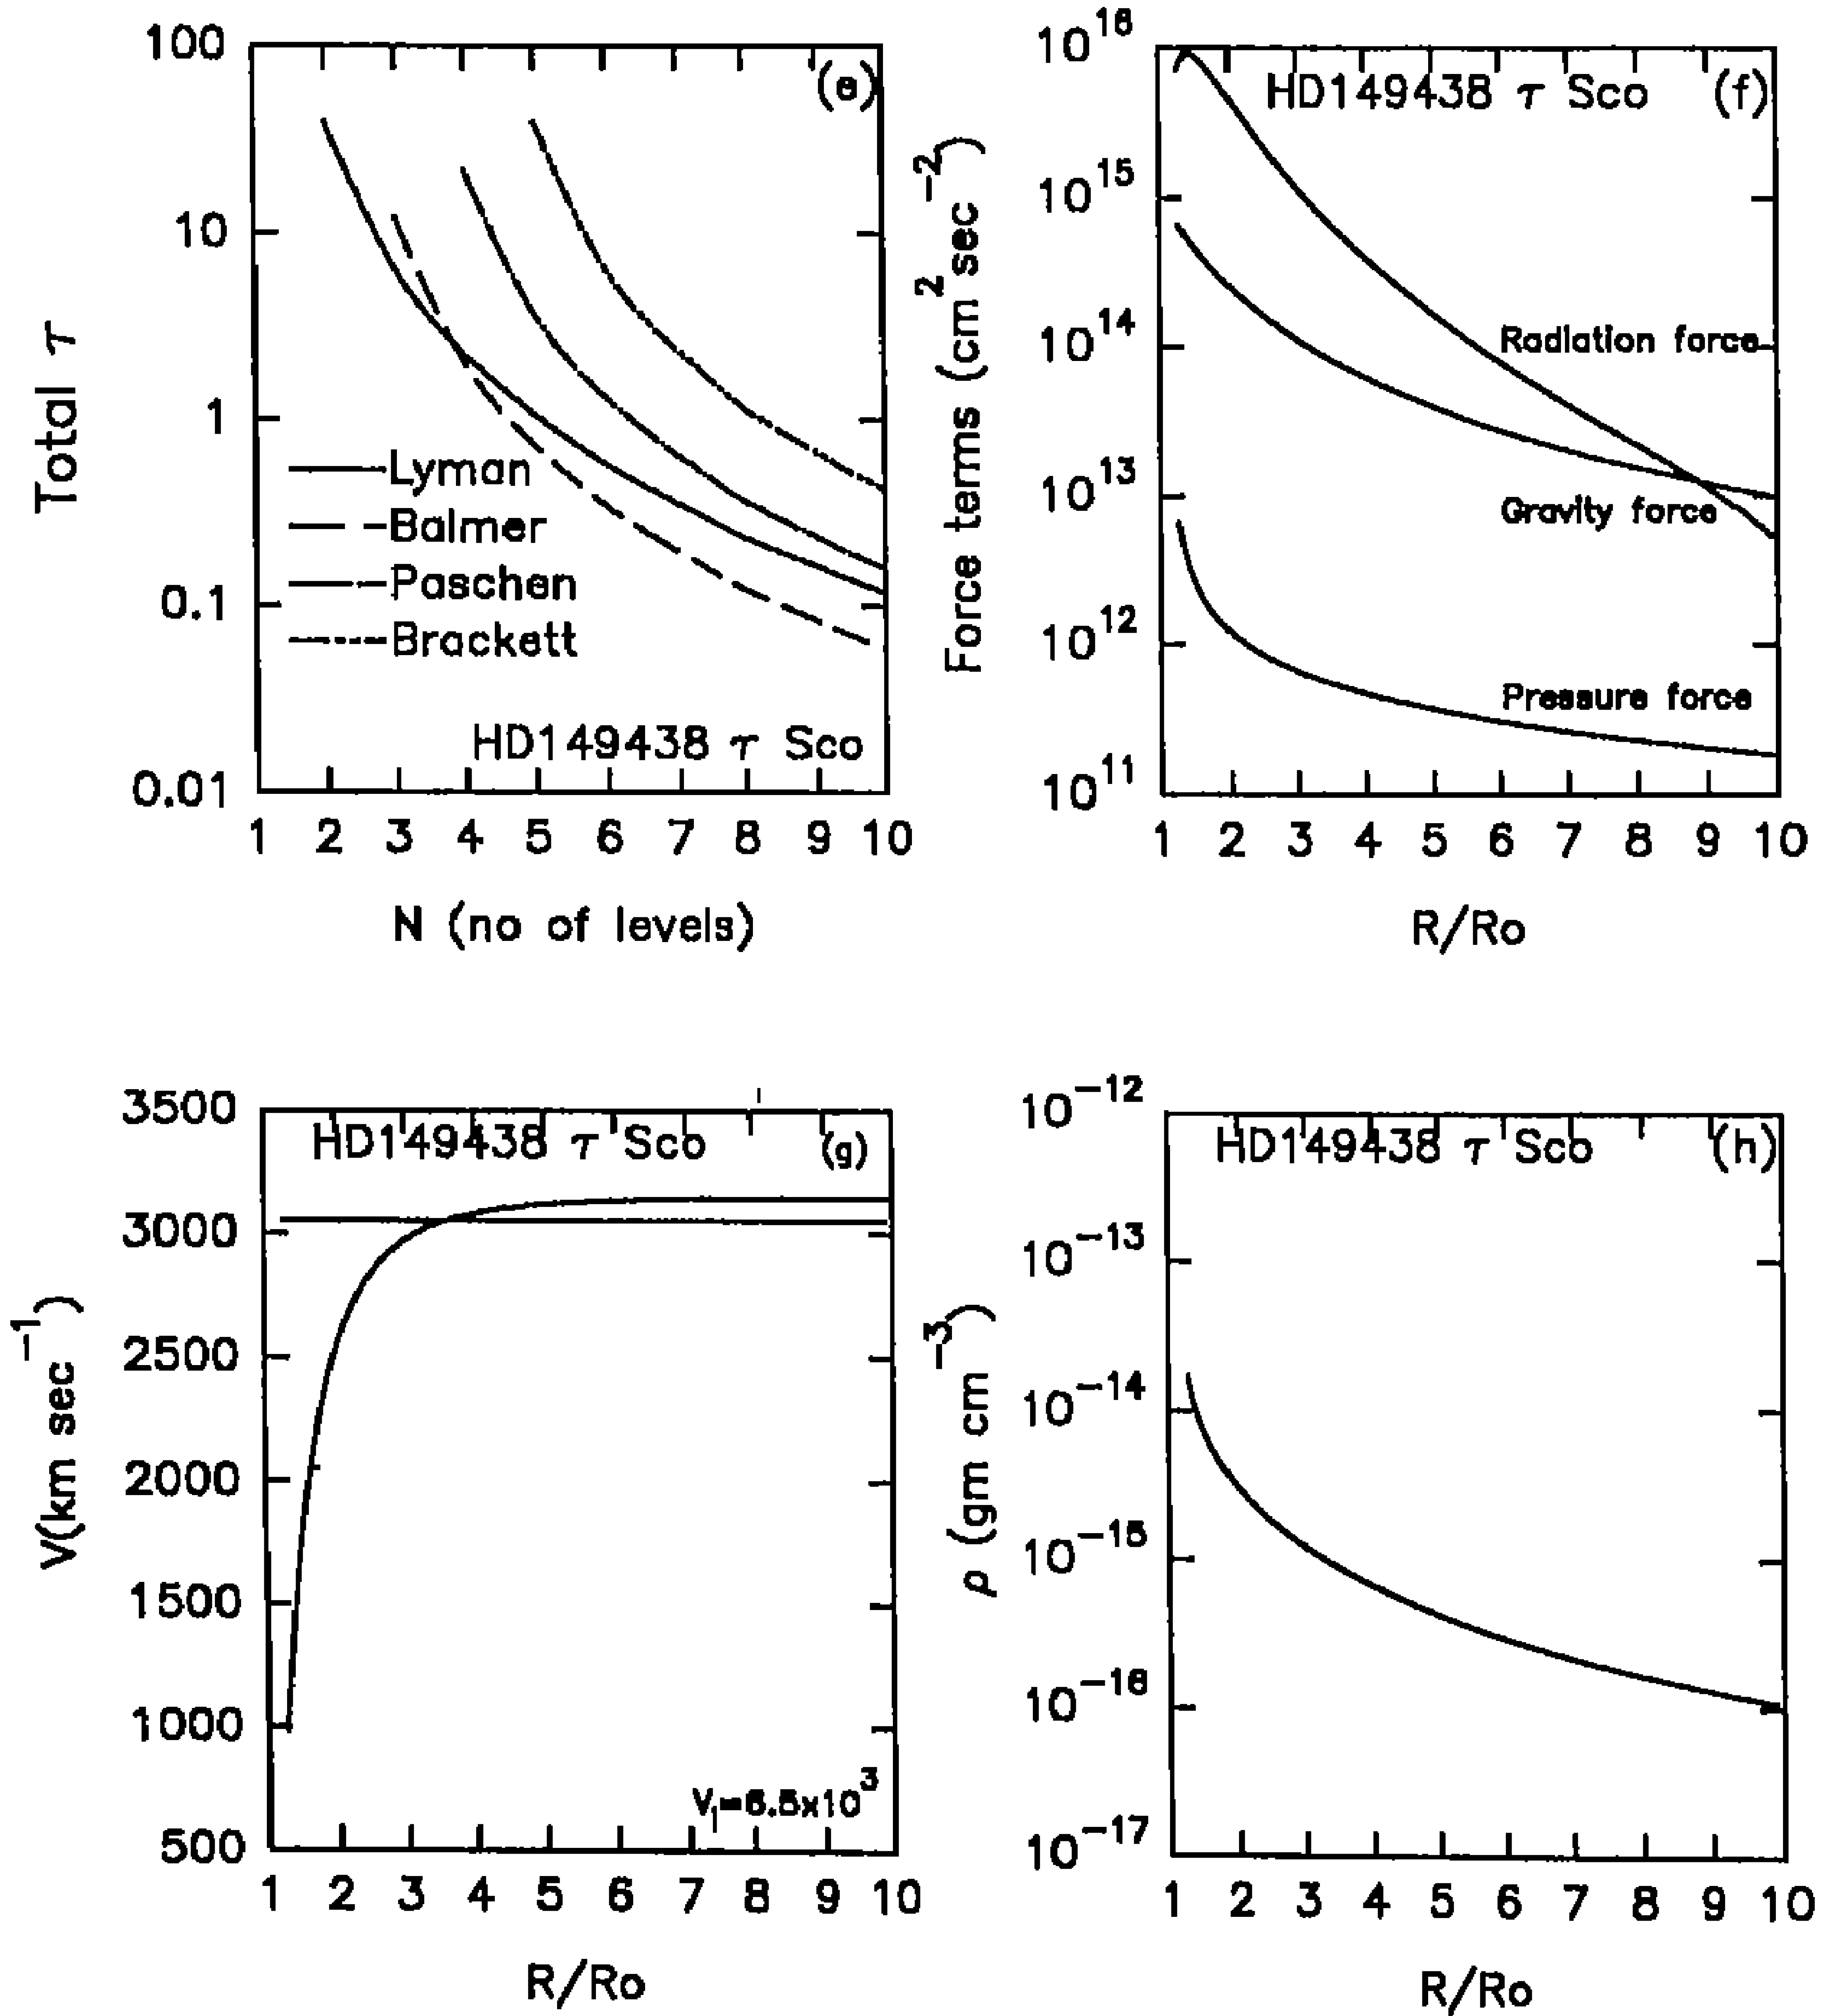 100
10
1
0.1
0.01
Total τ
(e)
Lyman
Balmer
Paschen
Brackett
HD149438 τ Sco
1 2 3 4 5 6 7 8 9 10
N (no of levels)
10^16
10^15
10^14
10^13
10^12
10^11
Force terms (cm^2 sec^-2)
HD149438 τ Sco (f)
Radiation force
Gravity force
Pressure force
1 2 3 4 5 6 7 8 9 10
R/Ro
3500
3000
2500
2000
1500
1000
500
V(km sec^-1)
HD149438 τ Sco (g)
1 2 3 4 5 6 7 8 9 10
R/Ro
10^-12
10^-13
10^-14
10^-15
10^-16
10^-17
ρ (gm cm^-3)
HD149438 τ Sco (h)
1 2 3 4 5 6 7 8 9 10
R/Ro